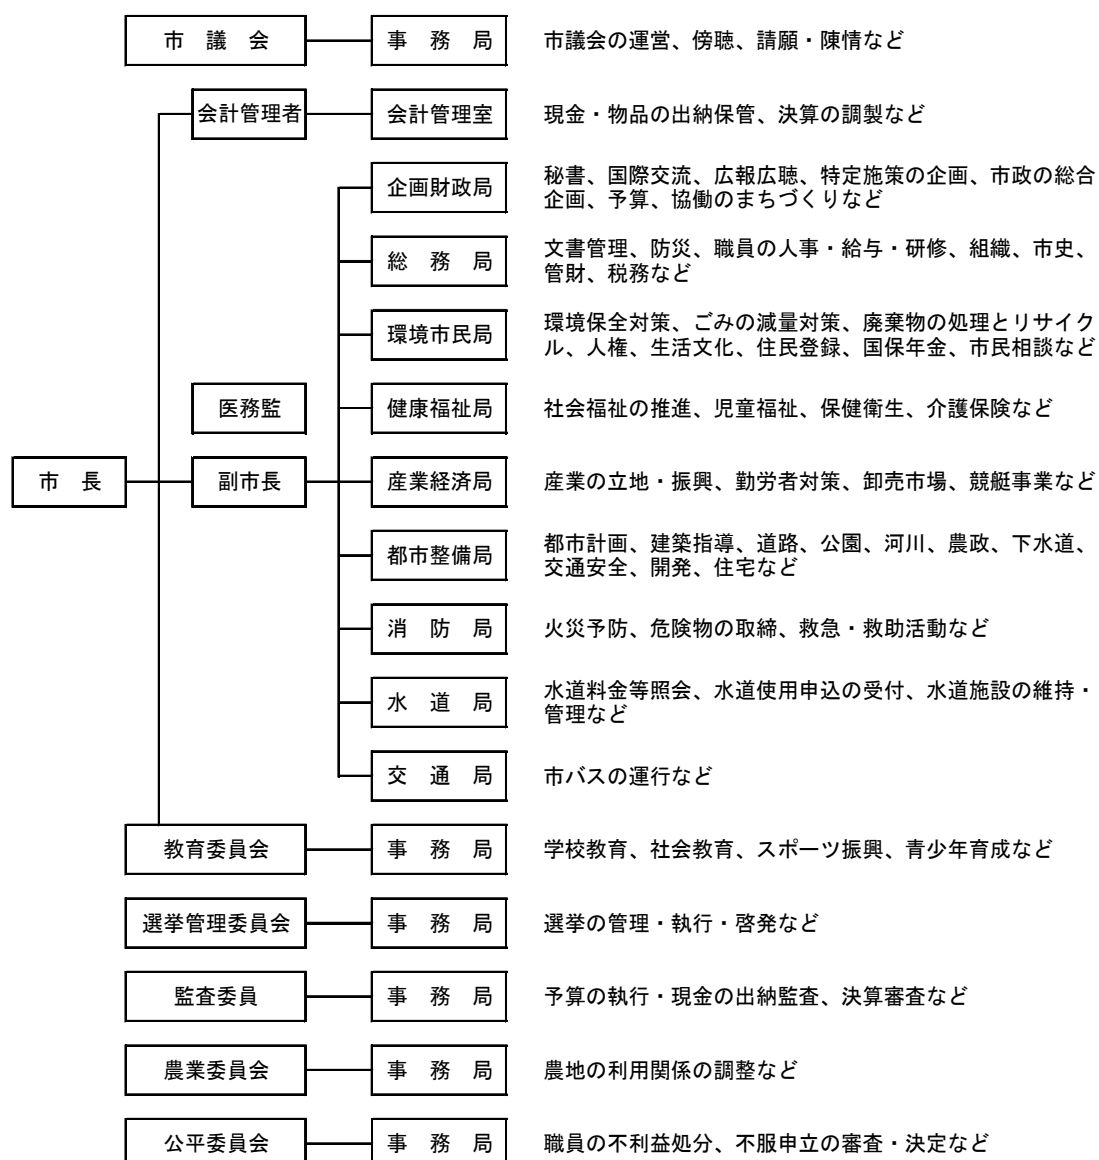 市 議 会 事 務 局 市議会の運営、傍聴、請願・陳情など
会計管理者 会計管理室 現金・物品の出納保管、決算の調製など
企画財政局 秘書、国際交流、広報広聴、特定施策の企画、市政の総合
企画、予算、協働のまちづくりなど
総 務 局 文書管理、防災、職員の人事・給与・研修、組織、市史、
管財、税務など
環境市民局 環境保全対策、ごみの減量対策、廃棄物の処理とリサイク
ル、人権、生活文化、住民登録、国保年金、市民相談など
医務監 健康福祉局 社会福祉の推進、児童福祉、保健衛生、介護保険など
市 長 副市長 産業経済局 産業の立地・振興、勤労者対策、卸売市場、競艇事業など
都市整備局 都市計画、建築指導、道路、公園、河川、農政、下水道、
交通安全、開発、住宅など
消 防 局 火災予防、危険物の取締、救急・救助活動など
水 道 局 水道料金等照会、水道使用申込の受付、水道施設の維持・
管理など
交 通 局 市バスの運行など
教育委員会 事 務 局 学校教育、社会教育、スポーツ振興、青少年育成など
選挙管理委員会 事 務 局 選挙の管理・執行・啓発など
監査委員 事 務 局 予算の執行・現金の出納監査、決算審査など
農業委員会 事 務 局 農地の利用関係の調整など
公平委員会 事 務 局 職員の不利益処分、不服申立の審査・決定など